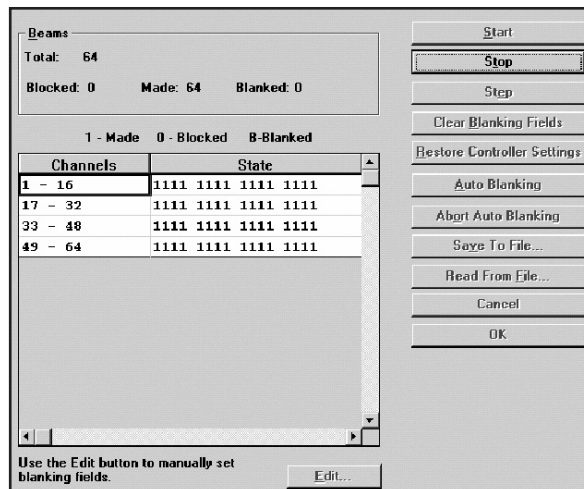 Beams
Total: 64
Blocked: 0 Made: 64 Blanked: 0
1 - Made 0 - Blocked B-Blanked
Channels State
1 - 16 1111 1111 1111 1111
17 - 32 1111 1111 1111 1111
33 - 48 1111 1111 1111 1111
49 - 64 1111 1111 1111 1111
Use the Edit button to manually set
blanking fields.
Edit...
Start
Stop
Step
Clear Blanking Fields
Restore Controller Settings
Auto Blanking
Abort Auto Blanking
Save To File...
Read From File...
Cancel
OK